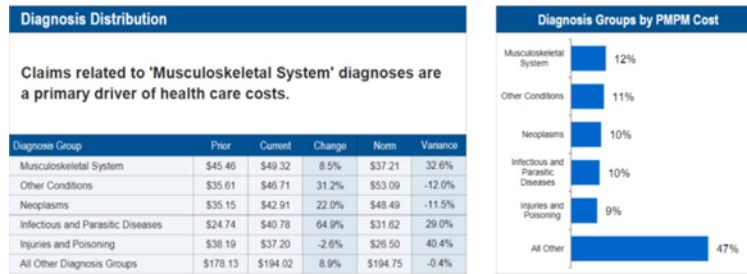 Diagnosis Distribution
Claims related to 'Musculoskeletal System' diagnoses are
a primary driver of health care costs.
Diagnosis Group Prior Current Change Norm Variance
Musculoskeletal System $45.46 $49.32 8.5% $37.21 32.6%
Other Conditions $35.61 $46.71 31.2% $53.09 -12.0%
Neoplasms $35.15 $42.91 22.0% $48.49 -11.5%
Infectious and Parasitic Diseases $24.74 $40.78 64.9% $31.62 29.0%
Injuries and Poisoning $38.19 $37.20 -2.6% $26.50 40.4%
All Other Diagnosis Groups $178.13 $194.02 8.9% $194.75 -0.4%
Diagnosis Groups by PMPM Cost
Musculoskeletal
System
12%
Other Conditions 11%
Neoplasms 10%
Infectious and
Parasitic
Diseases
10%
Injuries and
Poisoning
9%
All Other 47%